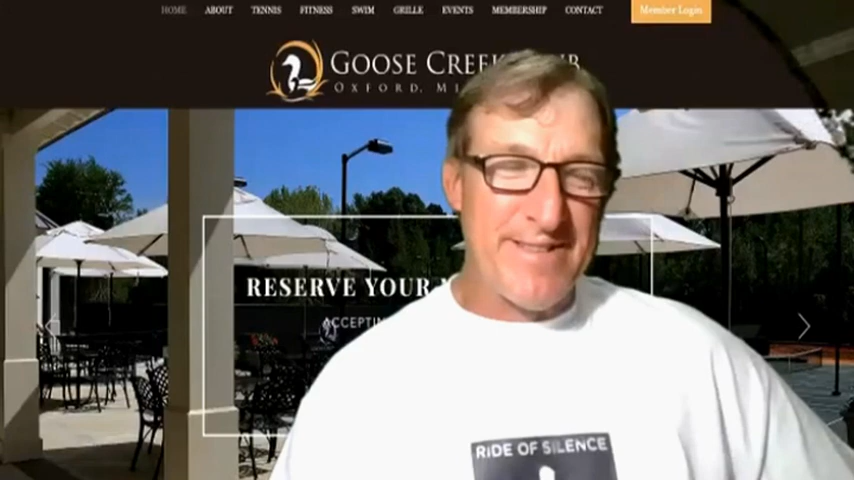 HOME ABOUT TENNIS FITNESS SWIM GRILLE EVENTS MEMBERSHIP CONTACT Member Login
GOOSE CREEK
OXFORD,
RESERVE YOUR
RIDE OF SILENCE